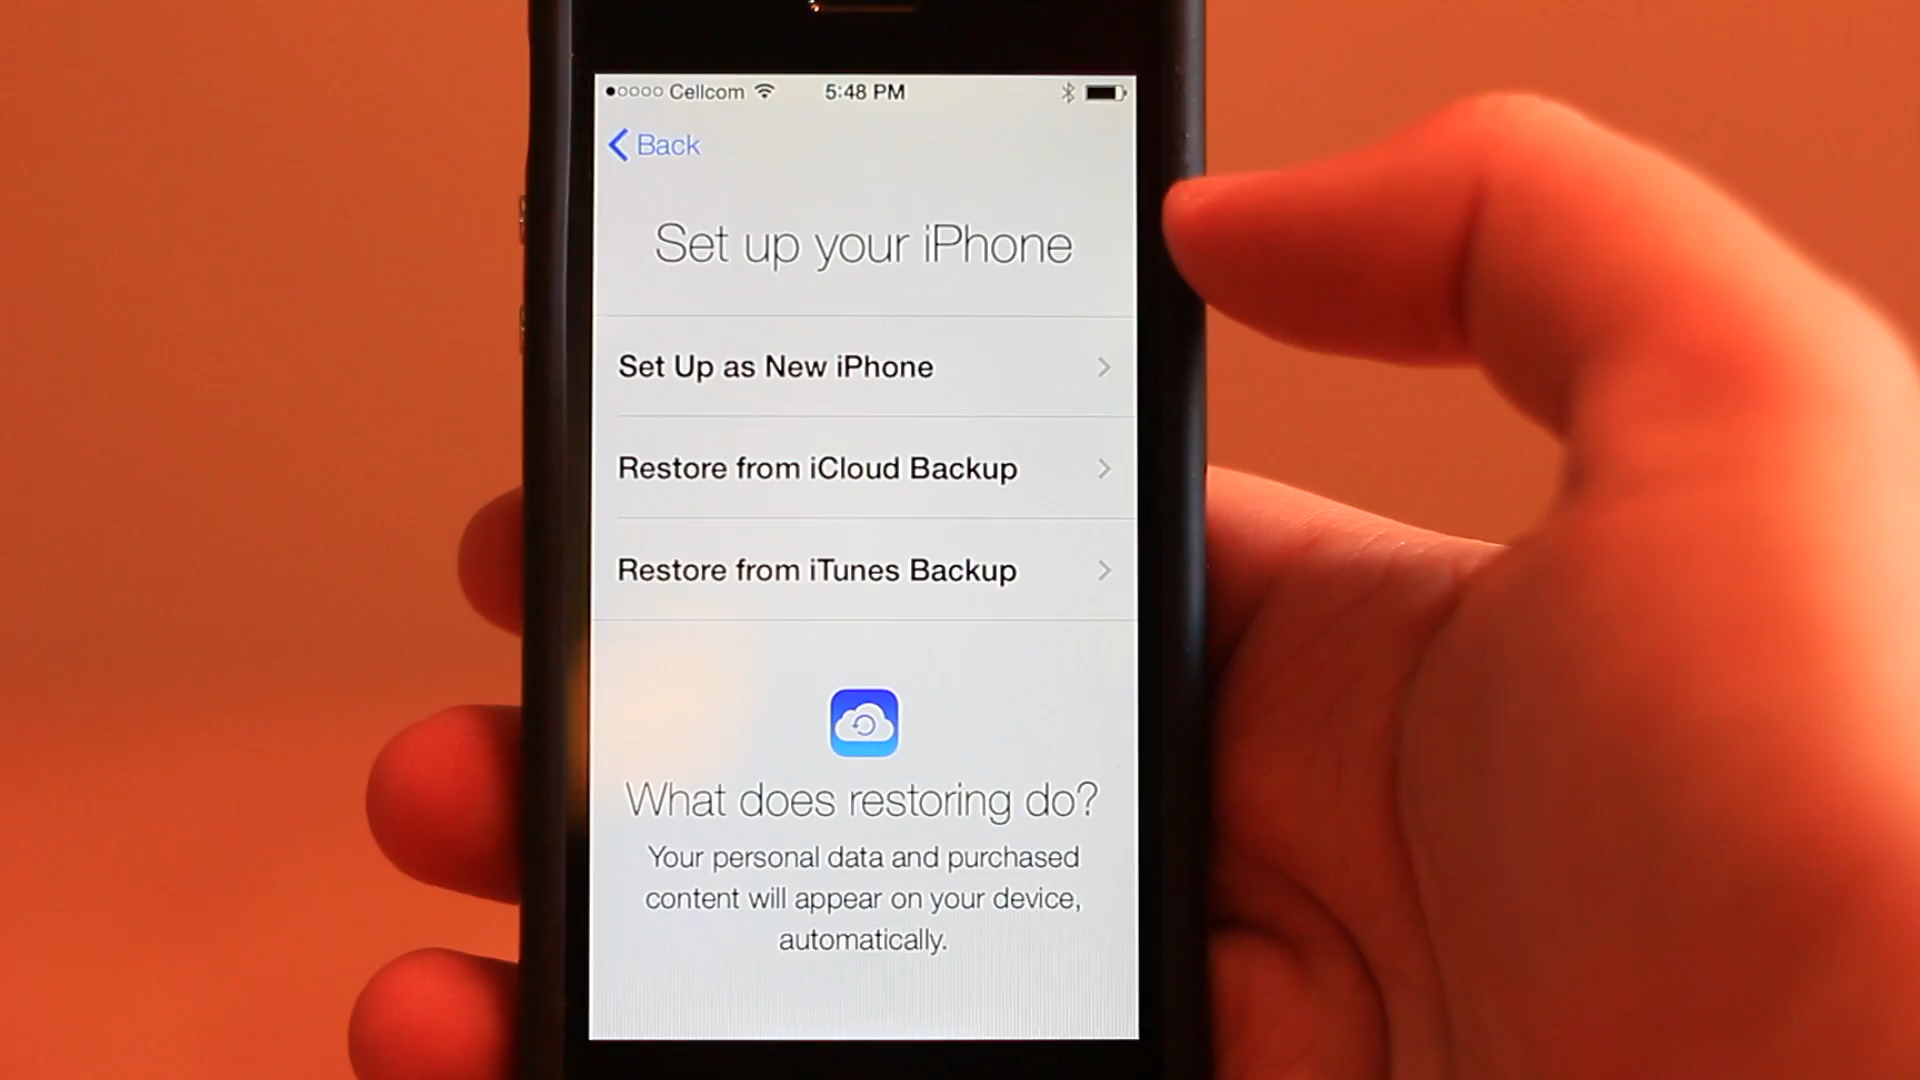 Cellcom 5:48 PM
Back
Set up your iPhone
Set Up as New iPhone
Restore from iCloud Backup
Restore from iTunes Backup
What does restoring do?
Your personal data and purchased
content will appear on your device,
automatically.